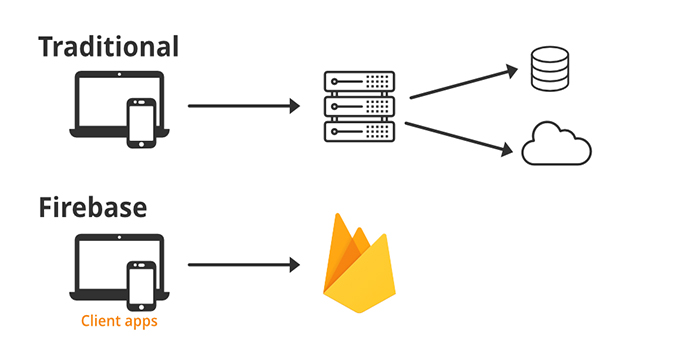 Traditional
Firebase
Client apps